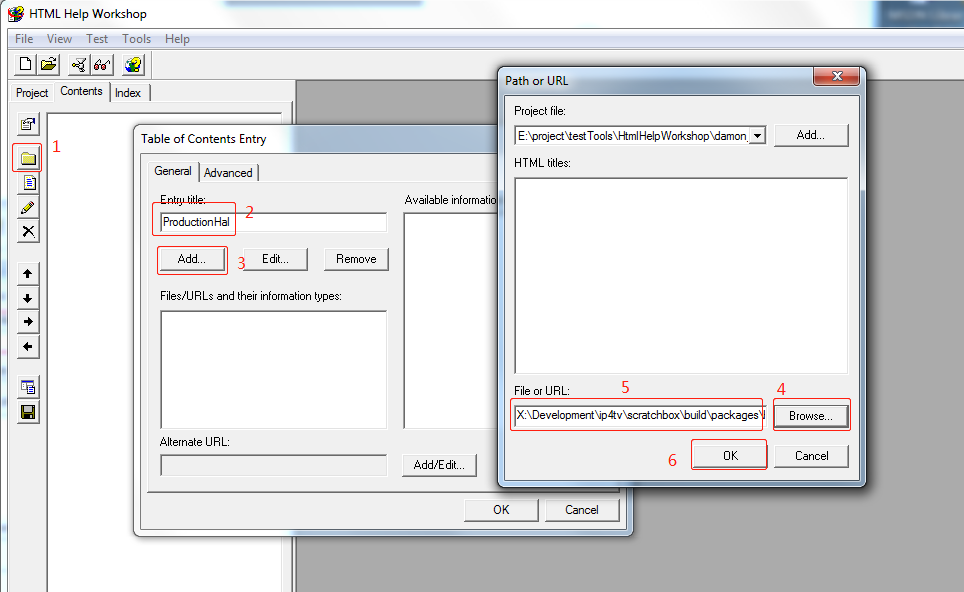 HTML Help Workshop
File View Test Tools Help
Project Contents Index
1
Table of Contents Entry
General Advanced
Entry title:
2
ProductionHal
Add...
3
Edit...
Remove
Files/URLs and their information types:
Alternate URL:
Add/Edit...
Available informatio
OK Cancel
Path or URL
Project file:
E:\project\testTools\HtmlHelpWorkshop\damon_
Add...
HTML titles:
File or URL:
5
4
X:\Development\ip4tv\scratchbox\build\packages\
Browse...
6
OK
Cancel